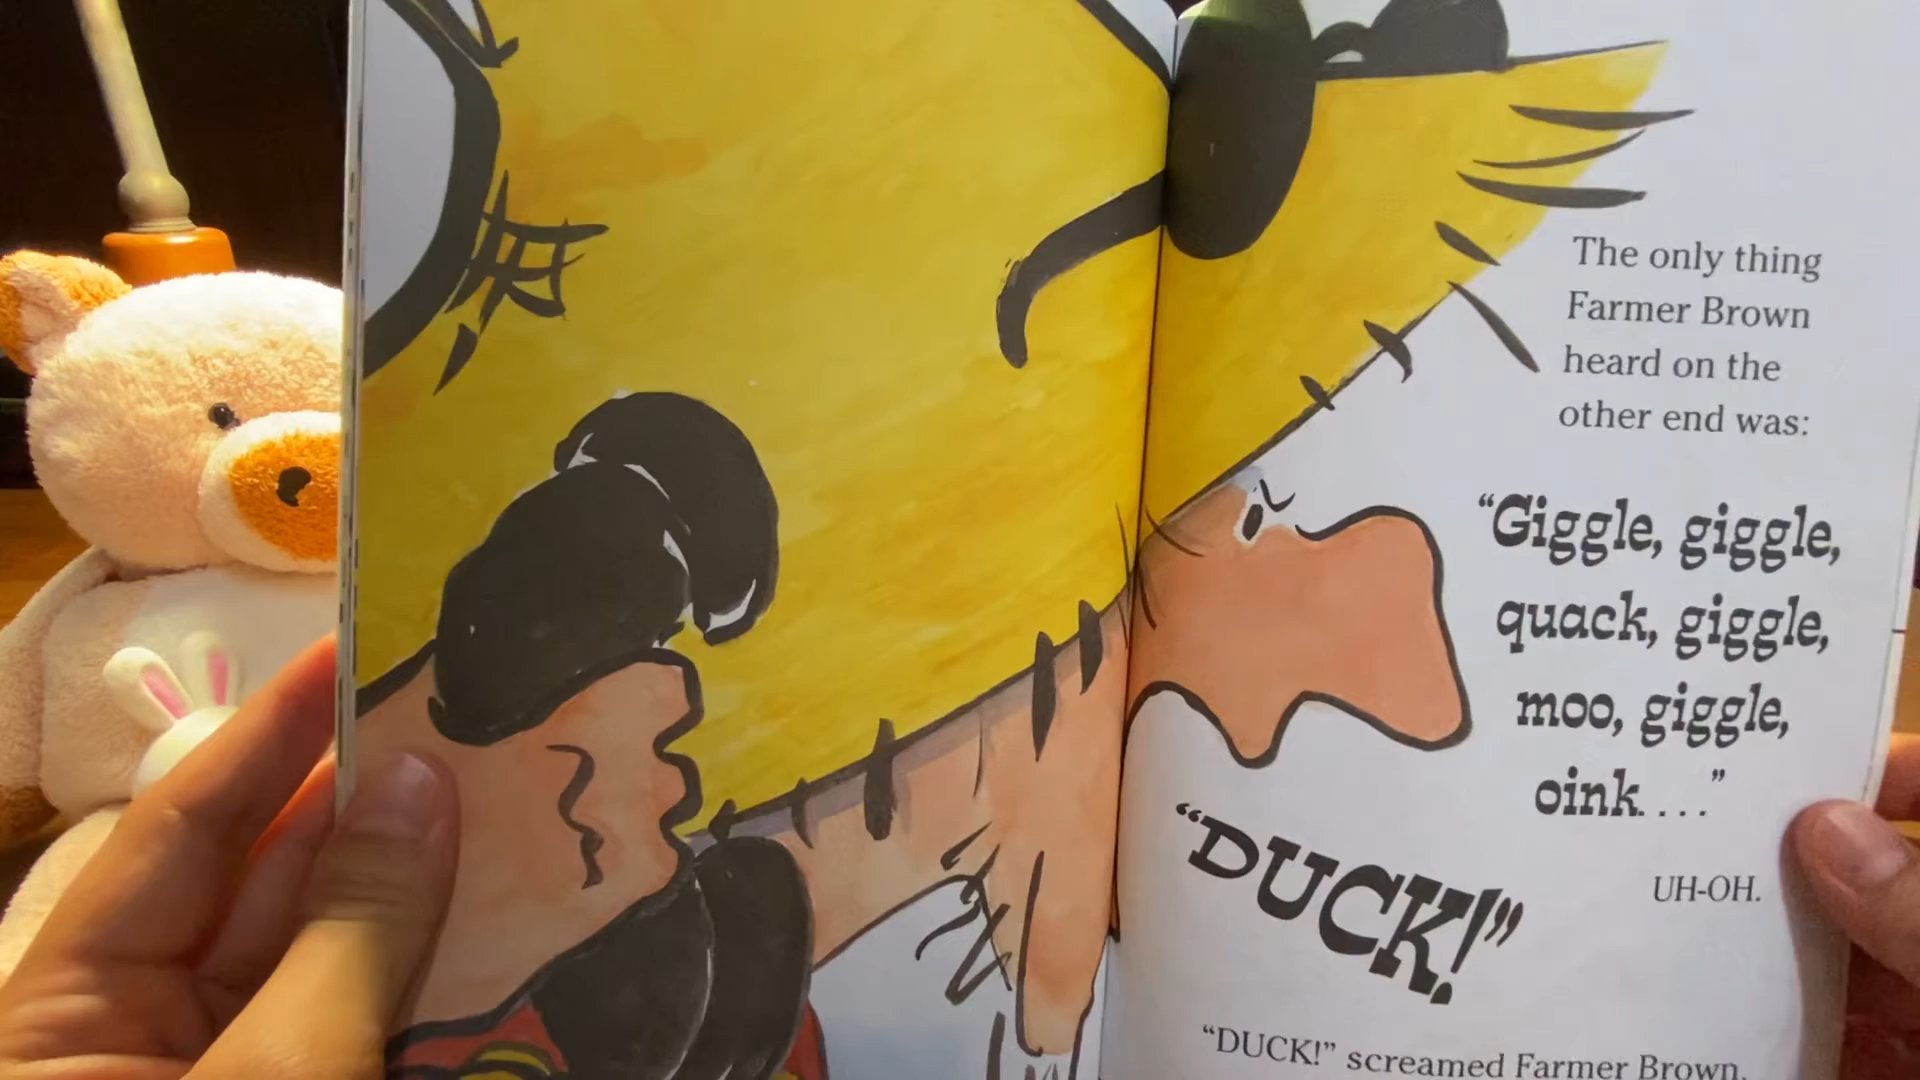 The only thing
Farmer Brown
heard on the
other end was:
“Giggle, giggle,
quack, giggle,
moo, giggle,
oink. . . .”
UH-OH.
“DUCK!”
“DUCK!” screamed Farmer Brown.